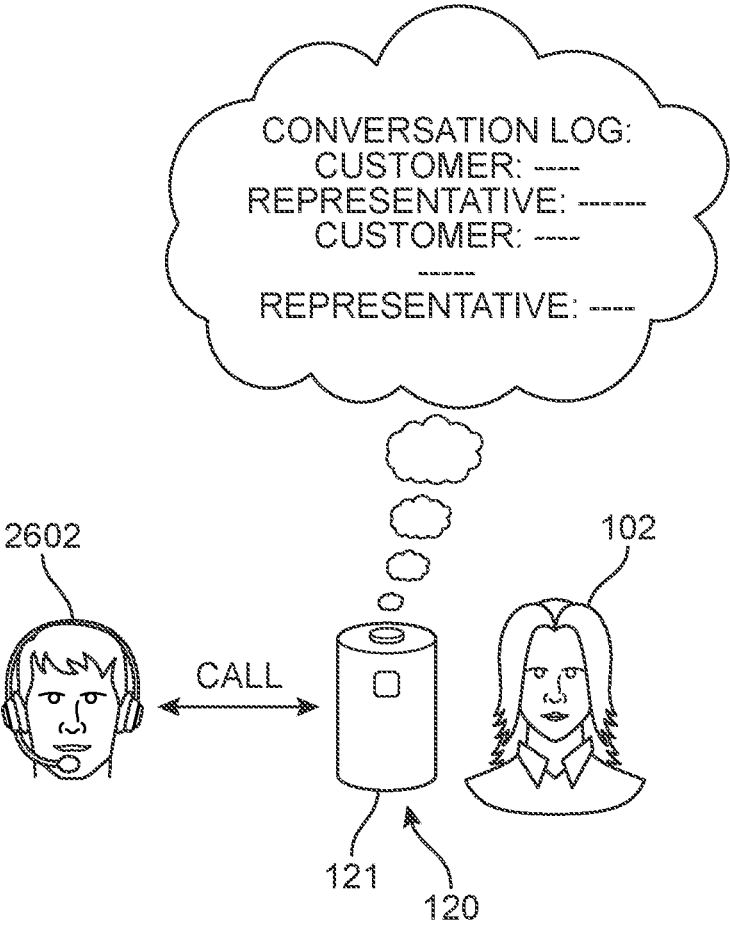 CONVERSATION LOG:
CUSTOMER: ----
REPRESENTATIVE: ------
CUSTOMER: ----
-----
REPRESENTATIVE: ----
2602
102
CALL
121
120